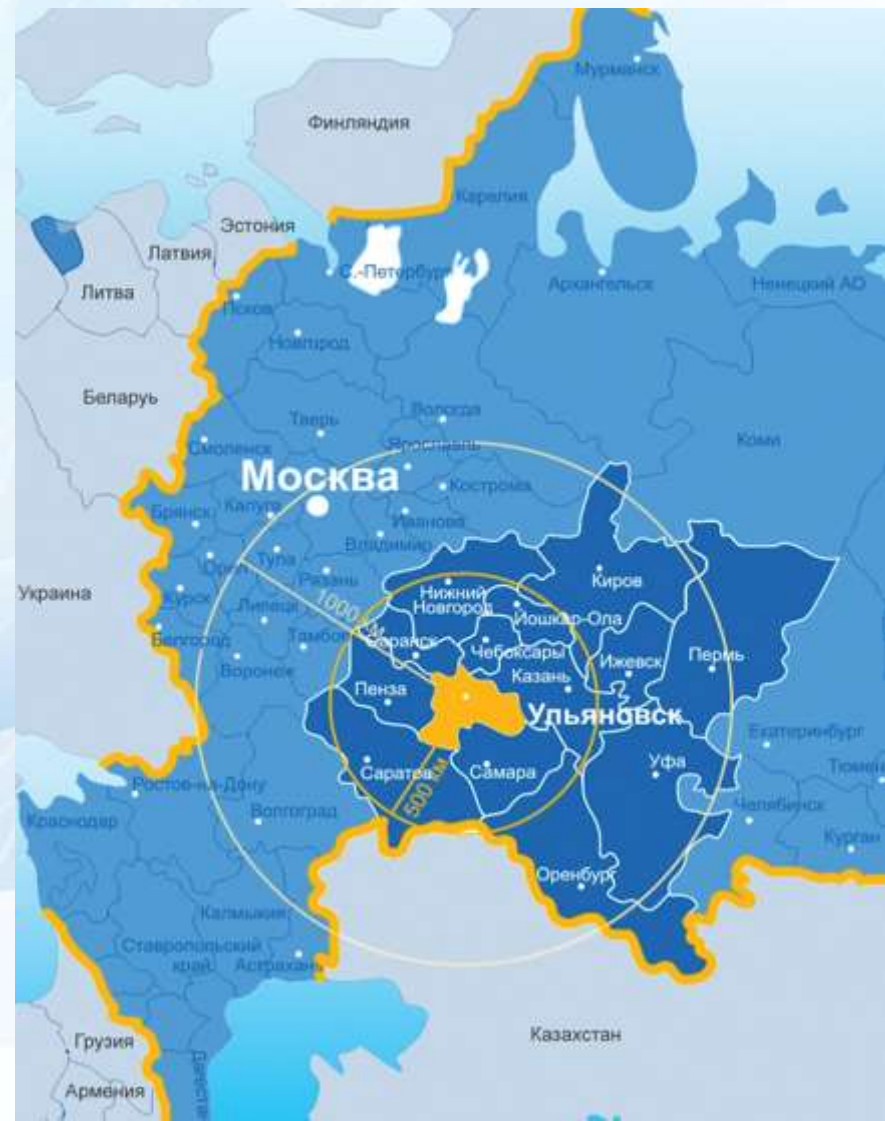 Мурманск
Финляндия
Карелия
Эстония
Латвия
С.-Петербург
Архангельск
Ненецкий АО
Литва
Псков
Новгород
Беларуь
Вологда
Тверь
Смоленск
Ярославль
Коми
Москва
Кострома
Брянск
Калуга
Иваново
Владимир
Тула
Орел
Рязань
Киров
Украина
Нижний
Новгород
Курск
Липецк
1000 км
Йошкар-Ола
Белгород
Тамбов
Саранск
Чебоксары
Воронеж
Ижевск
Пермь
Казань
Пенза
Ульяновск
Екатеринбург
Саратов
Самара
Уфа
Тюмень
500 км
Ростов-на-Дону
Волгоград
Челябинск
Краснодар
Курган
Оренбург
Калмыкия
Ставропольский
край
Астрахань
Казахстан
Грузия
Армения